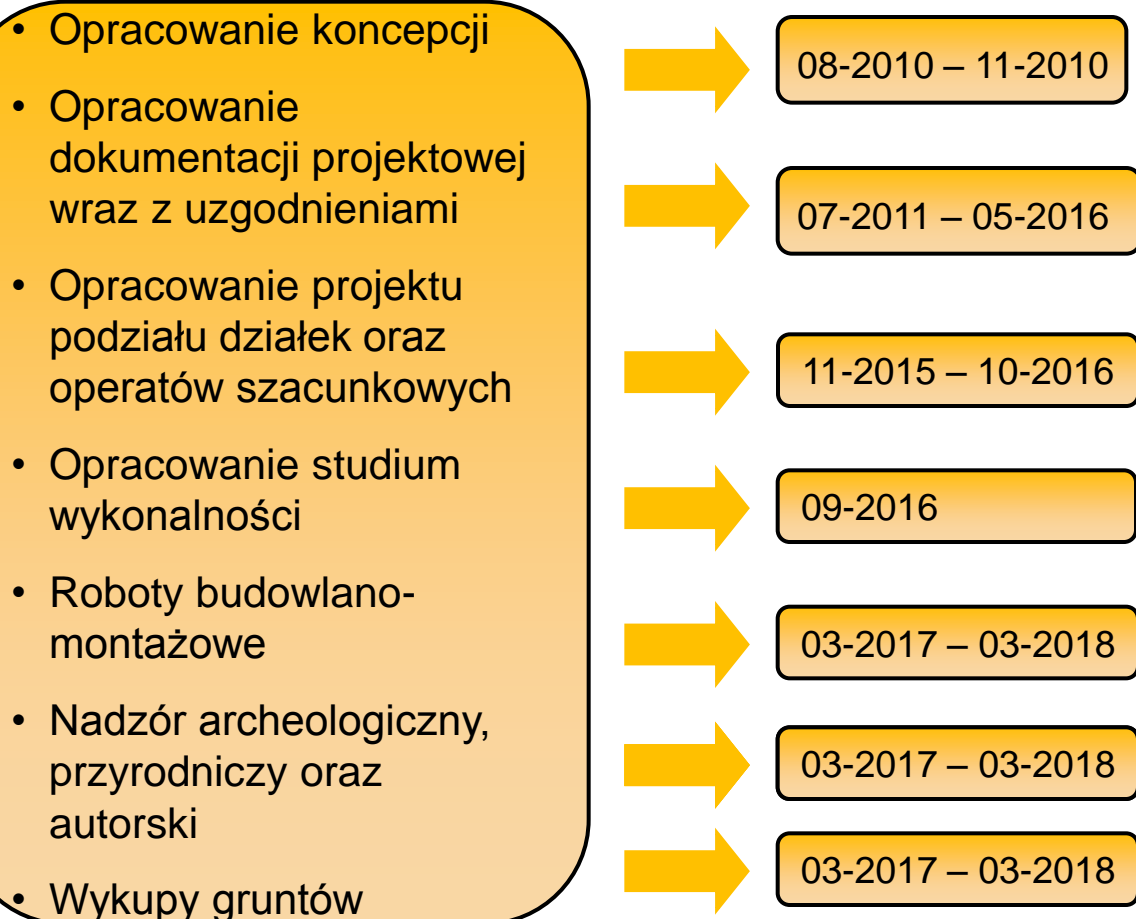 • Opracowanie koncepcji
08-2010 – 11-2010
• Opracowanie
dokumentacji projektowej
wraz z uzgodnieniami
07-2011 – 05-2016
• Opracowanie projektu
podziału działek oraz
operatów szacunkowych
11-2015 – 10-2016
• Opracowanie studium
wykonalności
09-2016
• Roboty budowlano-
montażowe
03-2017 – 03-2018
• Nadzór archeologiczny,
przyrodniczy oraz
autorski
03-2017 – 03-2018
• Wykupy gruntów
03-2017 – 03-2018